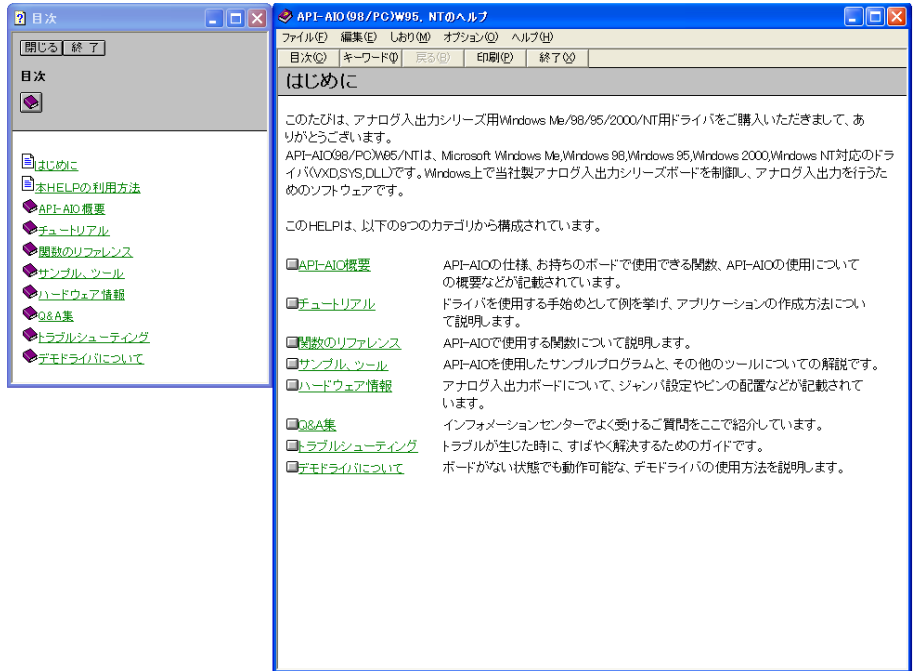 目次
閉じる 終 了
目次
はじめに
本HELPの利用方法
API-AIO 概要
チュートリアル
関数のリファレンス
サンプル、ツール
ハードウェア情報
Q&A集
トラブルシューティング
デモドライバについて
API-AIO(98/PC)W95, NTのヘルプ
ファイル(F) 編集(E) しおり(M) オプション(O) ヘルプ(H)
目次(C) キーワード(I) 戻る(B) 印刷(P) 終了(X)
はじめに
このたびは、アナログ入出力シリーズ用Windows Me/98/95/2000/NT用ドライバをご購入いただきまして、あ
りがとうございます。
API-AIO(98/PC)W95/NTは、Microsoft Windows Me,Windows 98,Windows 95,Windows 2000,Windows NT対応のドラ
イバ(VXD,SYS,DLL)です。Windows上で当社製アナログ入出力シリーズボードを制御し、アナログ入出力を行うた
めのソフトウェアです。
このHELPは、以下の9つのカテゴリから構成されています。
API-AIO概要 API-AIOの仕様、お持ちのボードで使用できる関数、API-AIOの使用について
の概要などが記載されています。
チュートリアル ドライバを使用する手始めとして例を挙げ、アプリケーションの作成方法につい
て説明します。
関数のリファレンス API-AIOで使用する関数について説明します。
サンプル、ツール API-AIOを使用したサンプルプログラムと、その他のツールについての解説です。
ハードウェア情報 アナログ入出力ボードについて、ジャンパ設定やピンの配置などが記載されて
います。
Q&A集 インフォメーションセンターでよく受けるご質問をここで紹介しています。
トラブルシューティング トラブルが生じた時に、すばやく解決するためのガイドです。
デモドライバについて ボードがない状態でも動作可能な、デモドライバの使用方法を説明します。